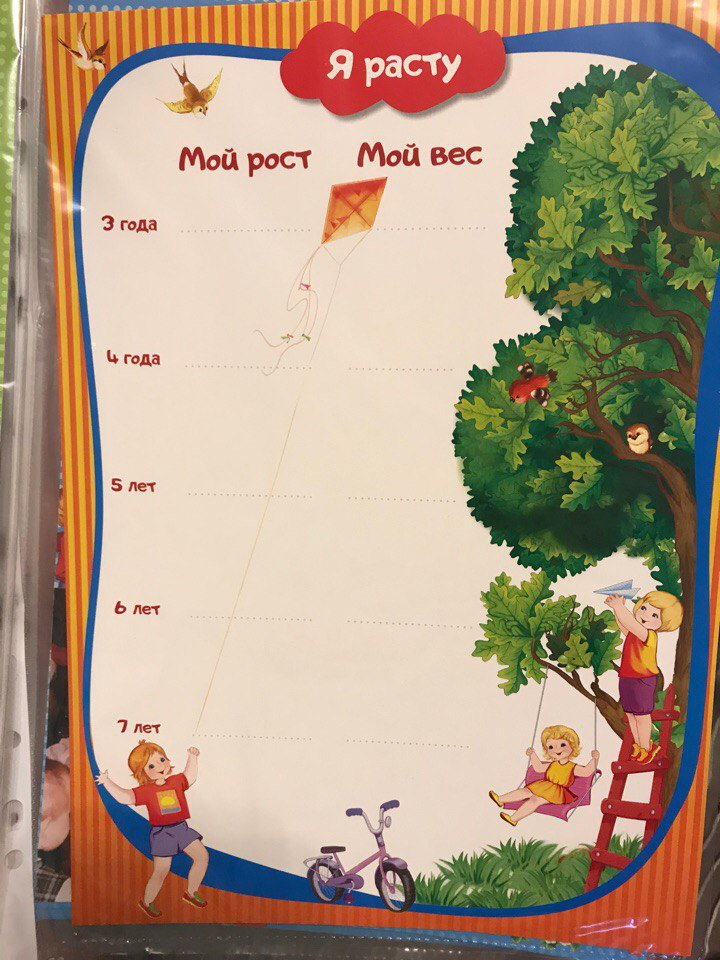 Я расту
Мой рост Мой вес
3 года
4 года
5 лет
6 лет
7 лет